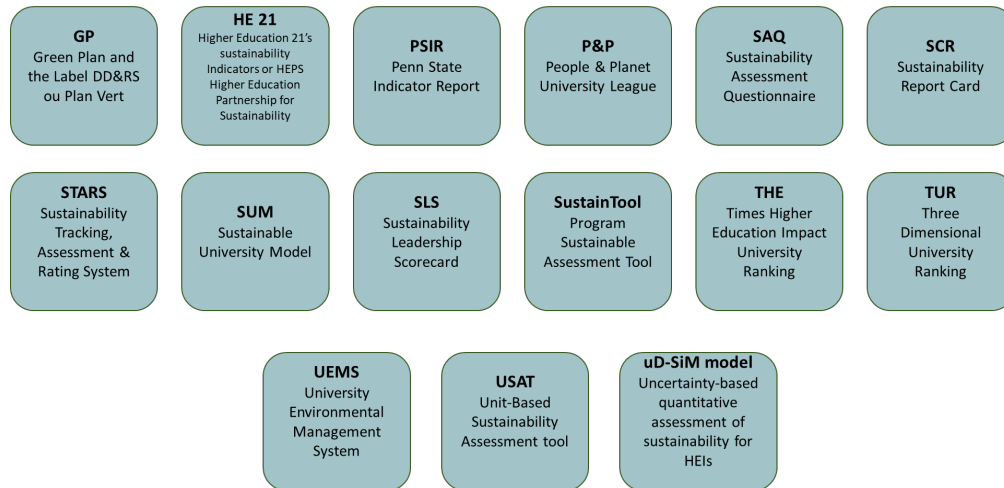 GP
Green Plan and
the Label DD&RS
ou Plan Vert
HE 21
Higher Education 21’s
sustainability
Indicators or HEPS
Higher Education
Partnership for
Sustainability
PSIR
Penn State
Indicator Report
P&P
People & Planet
University League
SAQ
Sustainability
Assessment
Questionnaire
SCR
Sustainability
Report Card
STARS
Sustainability
Tracking,
Assessment &
Rating System
SUM
Sustainable
University Model
SLS
Sustainability
Leadership
Scorecard
SustainTool
Program
Sustainable
Assessment Tool
THE
Times Higher
Education Impact
University
Ranking
TUR
Three
Dimensional
University
Ranking
UEMS
University
Environmental
Management
System
USAT
Unit-Based
Sustainability
Assessment tool
uD-SiM model
Uncertainty-based
quantitative
assessment of
sustainability for
HEIs